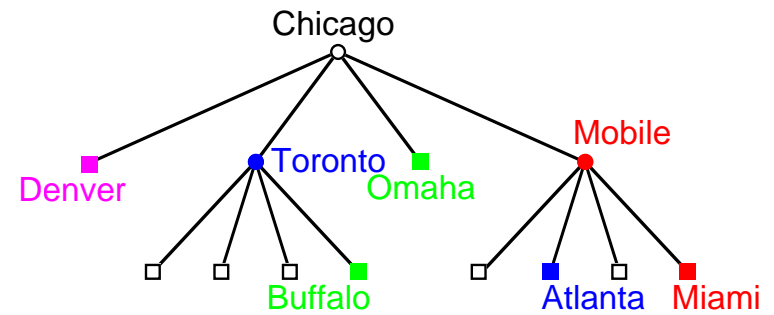 Chicago
Mobile
Toronto
Denver
Omaha
Buffalo
Atlanta
Miami